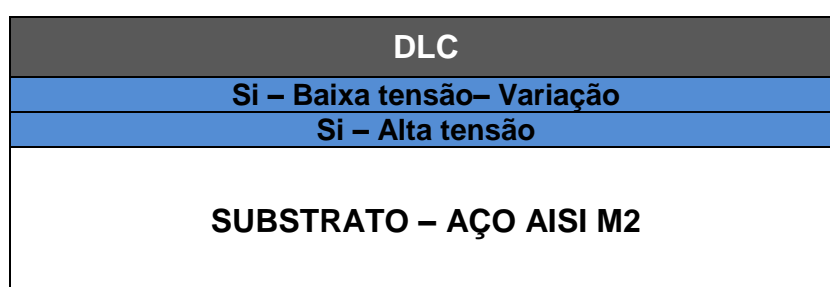 DLC
Si – Baixa tensão– Variação
Si – Alta tensão
SUBSTRATO – AÇO AISI M2